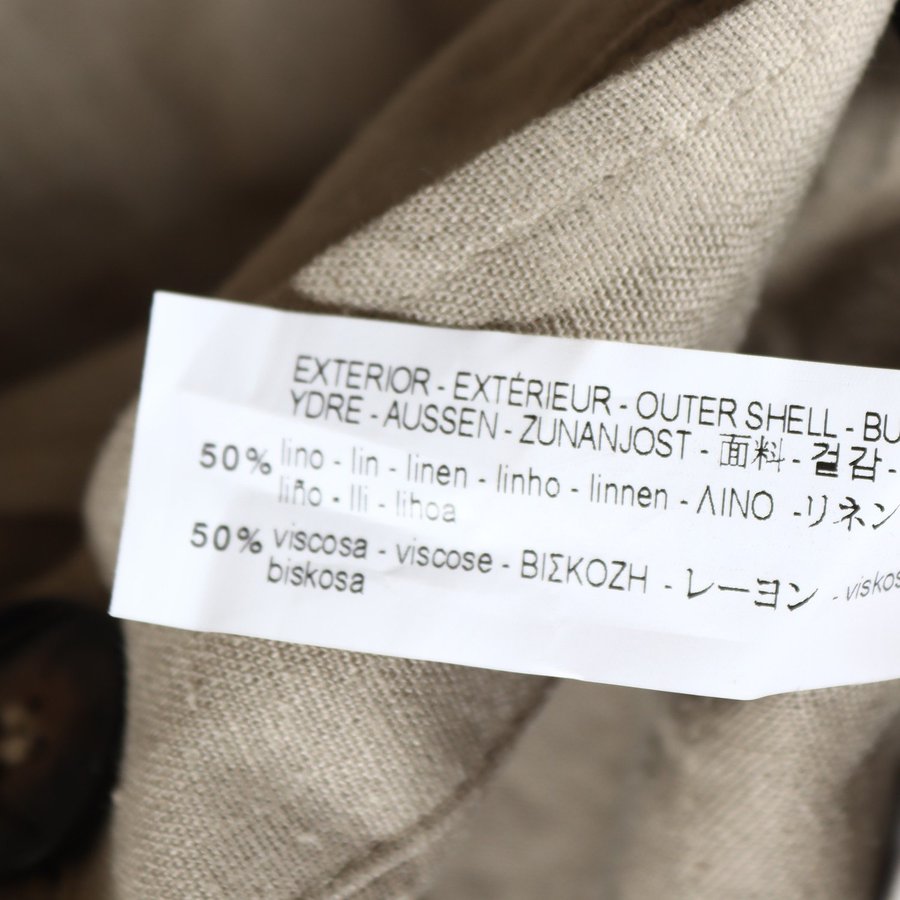 EXTERIOR - EXTÉRIEUR - OUTER SHELL - BU
YDRE - AUSSEN - ZUNANJOST - 面料 - 겉감 -
50% lino - lin - linen - linho - linnen - ΛΙΝΟ - リネン
liño - lli - lihoa
50% viscosa - viscose - ΒΙΣΚΟΖΗ - レーヨン - viskos
biskosa